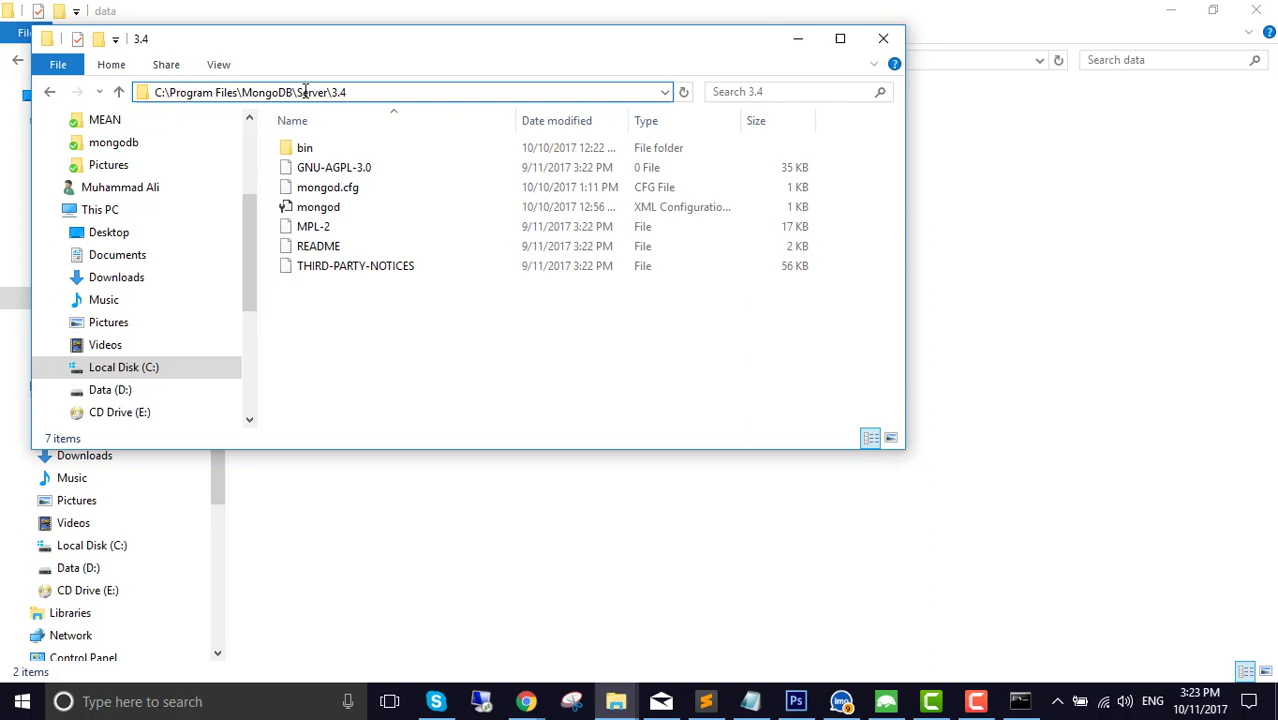 data
File
Search data
3.4
File
Home
Share
View
C:\Program Files\MongoDB\Server\3.4
Search 3.4
MEAN
mongodb
Pictures
Muhammad Ali
This PC
Desktop
Documents
Downloads
Music
Pictures
Videos
Local Disk (C:)
Data (D:)
CD Drive (E:)
Name
Date modified
Type
Size
bin
10/10/2017 12:22 ...
File folder
GNU-AGPL-3.0
9/11/2017 3:22 PM
0 File
35 KB
mongod.cfg
10/10/2017 1:11 PM
CFG File
1 KB
mongod
10/10/2017 12:56 ...
XML Configuratio...
1 KB
MPL-2
9/11/2017 3:22 PM
File
17 KB
README
9/11/2017 3:22 PM
File
2 KB
THIRD-PARTY-NOTICES
9/11/2017 3:22 PM
File
56 KB
7 items
Downloads
Music
Pictures
Videos
Local Disk (C:)
Data (D:)
CD Drive (E:)
Libraries
Network
Control Panel
2 items
Type here to search
9
ENG
3:23 PM
10/11/2017